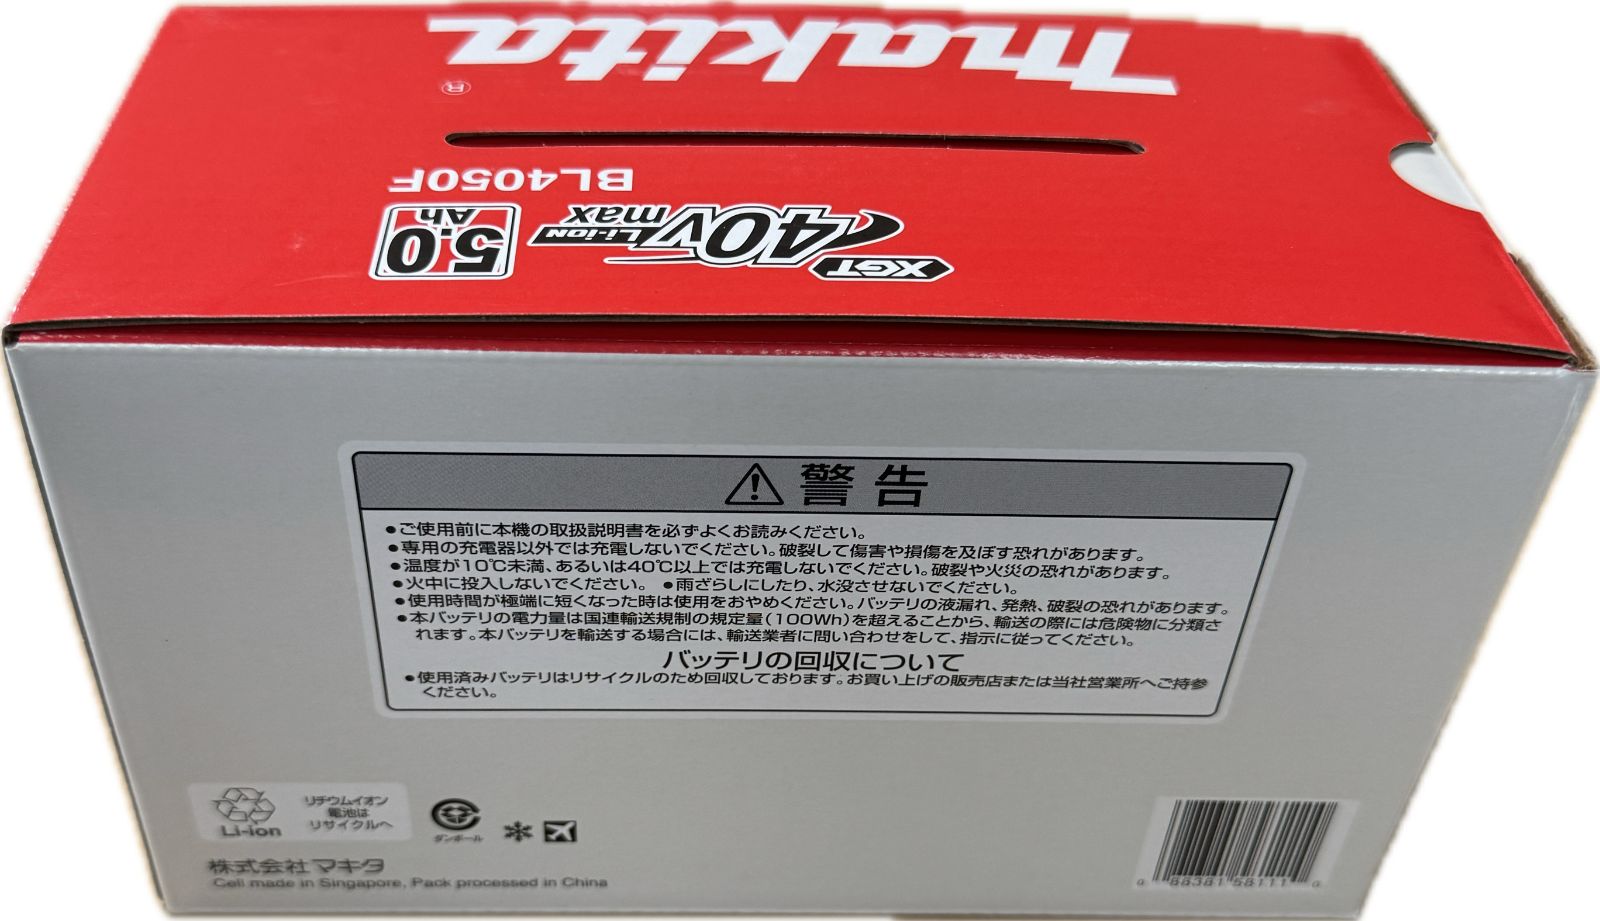 makita
®
BL4050F
XGT
40Vmax
Li-ion
5.0
Ah
警告
●ご使用前に本機の取扱説明書を必ずよくお読みください。
●専用の充電器以外では充電しないでください。破裂して傷害や損傷を及ぼす恐れがあります。
●温度が10℃未満、あるいは40℃以上では充電しないでください。破裂や火災の恐れがあります。
●火中に投入しないでください。 ●雨ざらしにしたり、水没させないでください。
●使用時間が極端に短くなった時は使用をおやめください。バッテリの液漏れ、発熱、破裂の恐れがあります。
●本バッテリの電力量は国連輸送規制の規定量(100Wh)を超えることから、輸送の際には危険物に分類さ
れます。本バッテリを輸送する場合には、輸送業者に問い合わせをして、指示に従ってください。
バッテリの回収について
●使用済みバッテリはリサイクルのため回収しております。お買い上げの販売店または当社営業所へご持参
ください。
リチウムイオン
電池は
リサイクルへ
Li-ion
ダンボール
株式会社マキタ
Cell made in Singapore, Pack processed in China
0 88381 58111 0